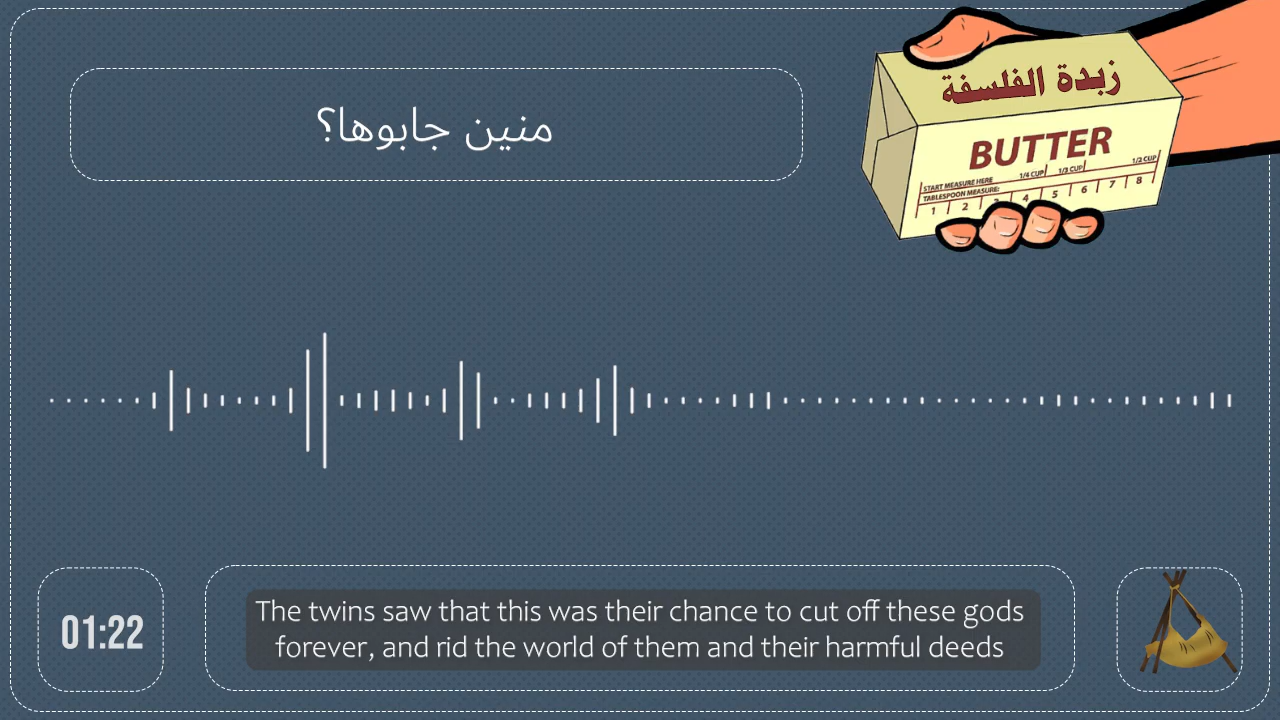 منين جابوها؟
زبدة الفلسفة
BUTTER
START MEASURE HERE 1/4 CUP 1/3 CUP 1/2 CUP
TABLESPOON MEASURE:
1 2 3 4 5 6 7 8
01:22
The twins saw that this was their chance to cut off these gods
forever, and rid the world of them and their harmful deeds